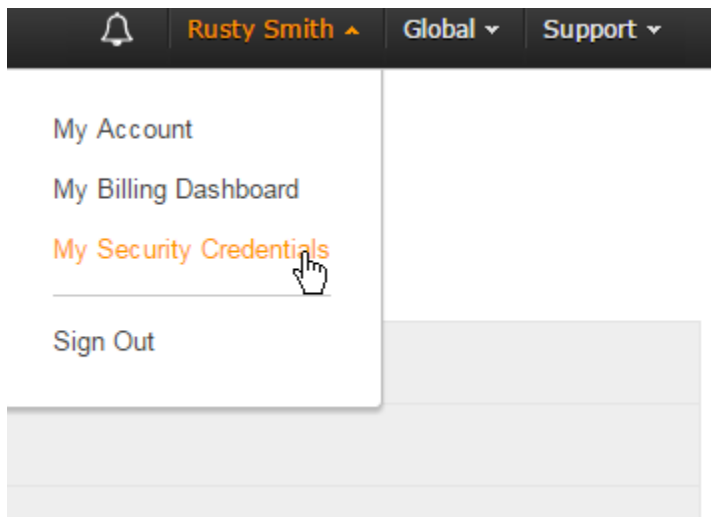 Rusty Smith Global Support
My Account
My Billing Dashboard
My Security Credentials
Sign Out